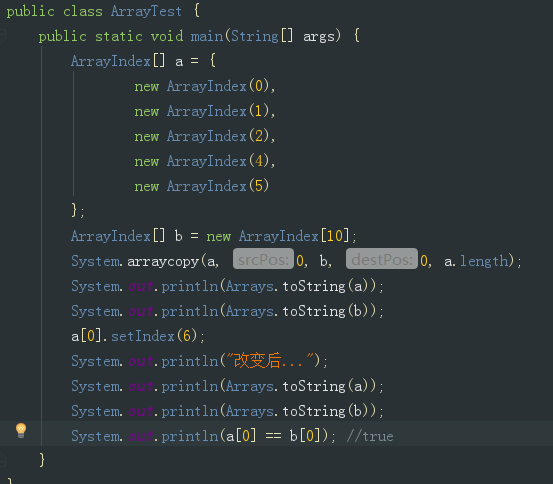 public class ArrayTest {
public static void main(String[] args) {
ArrayIndex[] a = {
new ArrayIndex(0),
new ArrayIndex(1),
new ArrayIndex(2),
new ArrayIndex(4),
new ArrayIndex(5)
};
ArrayIndex[] b = new ArrayIndex[10];
System.arraycopy(a, srcPos: 0, b, destPos: 0, a.length);
System.out.println(Arrays.toString(a));
System.out.println(Arrays.toString(b));
a[0].setIndex(6);
System.out.println("改变后...");
System.out.println(Arrays.toString(a));
System.out.println(Arrays.toString(b));
System.out.println(a[0] == b[0]); //true
}
}